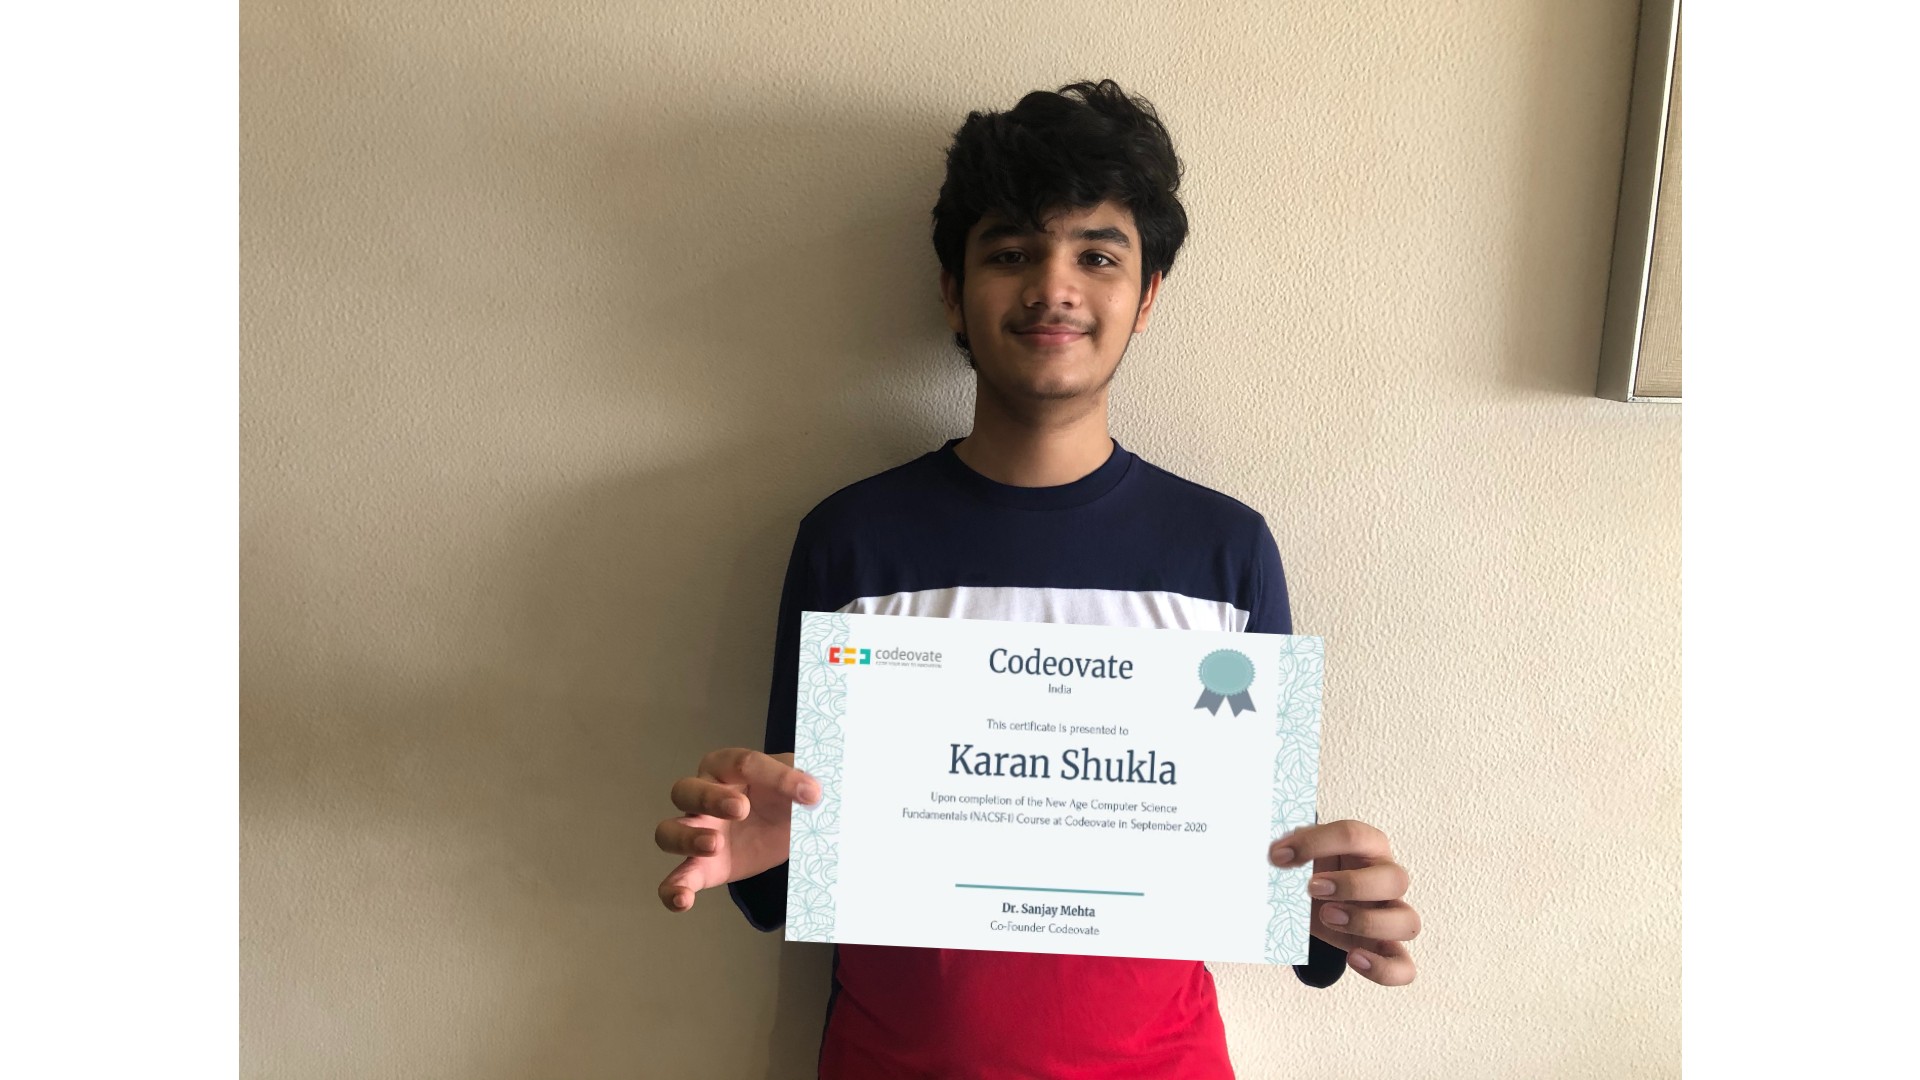 codeovate
Codeovate
India
This certificate is presented to
Karan Shukla
Upon completion of the New Age Computer Science
Fundamentals (NACSF-1) Course at Codeovate in September 2020
Dr. Sanjay Mehta
Co-Founder Codeovate